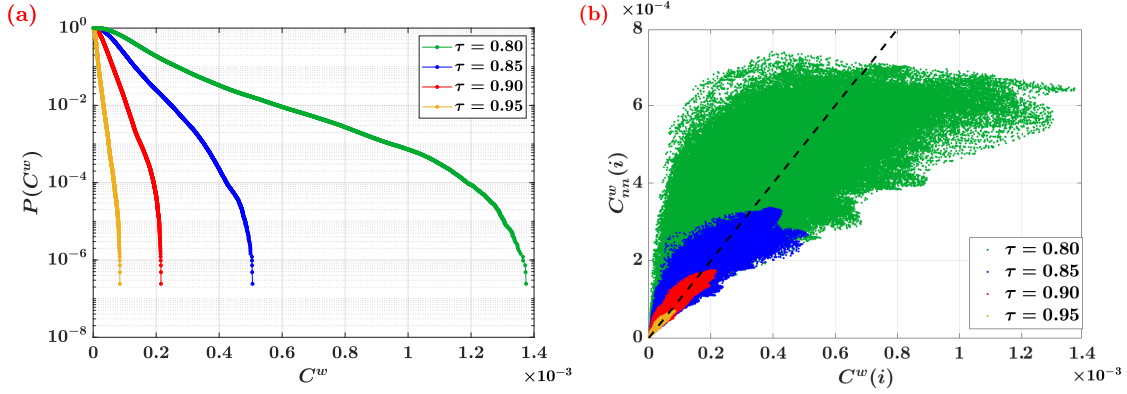 (a)
10^0
10^-2
10^-4
10^-6
10^-8
P(C^w)
0
0.2
0.4
0.6
0.8
1
1.2
1.4
×10^-3
C^w
τ = 0.80
τ = 0.85
τ = 0.90
τ = 0.95
(b)
×10^-4
8
6
4
2
0
C^w_nn(i)
0
0.2
0.4
0.6
0.8
1
1.2
1.4
×10^-3
C^w(i)
τ = 0.80
τ = 0.85
τ = 0.90
τ = 0.95